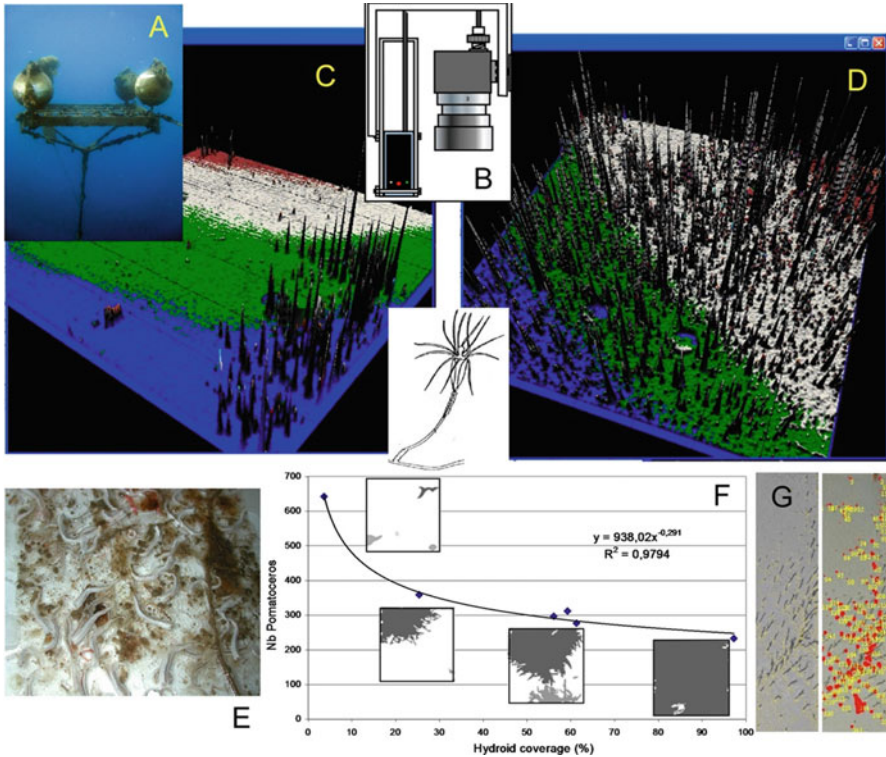 A
B
C
D
E
F
G
700
600
500
400
300
200
100
0
Nb Pomatoceros
y = 938,02x^-0,291
R² = 0,9794
0 10 20 30 40 50 60 70 80 90 100
Hydroid coverage (%)